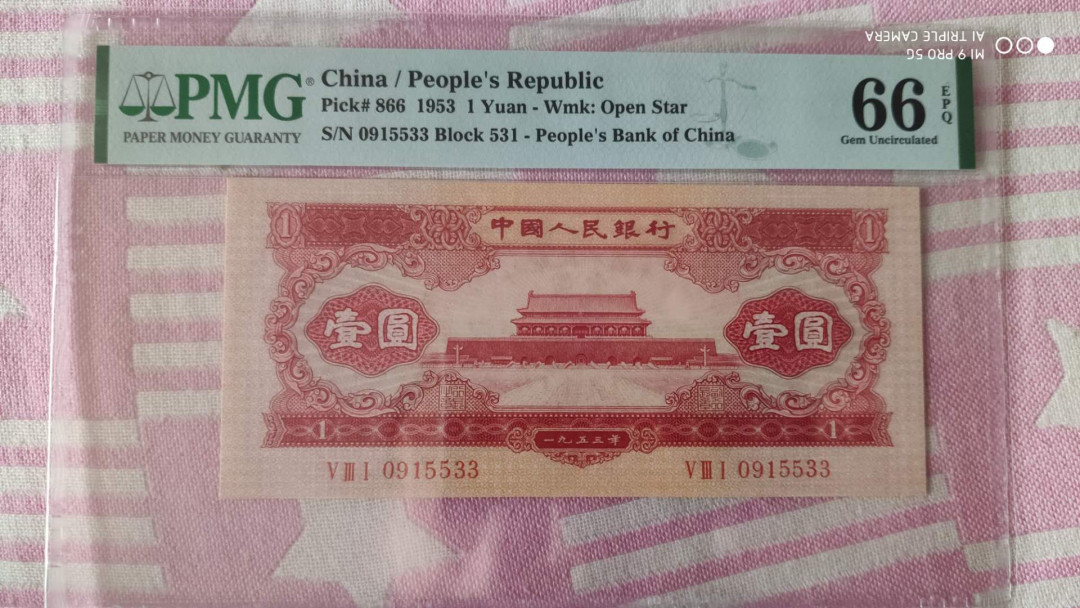 MI 9 PRO 5G
AI TRIPLE CAMERA
PMG®
PAPER MONEY GUARANTY
China / People's Republic
Pick# 866 1953 1 Yuan - Wmk: Open Star
S/N 0915533 Block 531 - People's Bank of China
66 EPQ
Gem Uncirculated
1 中國人民銀行 1
壹圓 壹圓
1 一九五三年 1
V III I 0915533 V III I 0915533